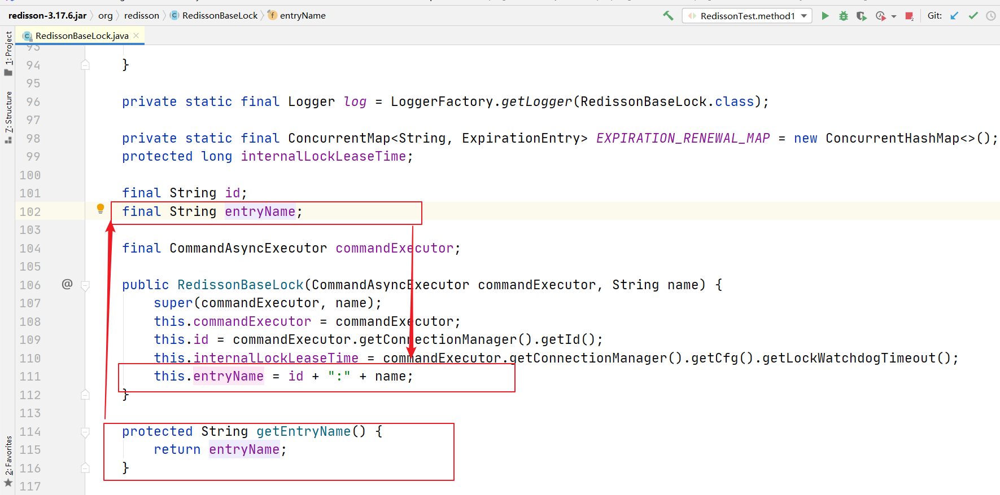 redisson-3.17.6.jar org redisson RedissonBaseLock entryName RedissonTest.method1 Git:
RedissonBaseLock.java
1: Project
7: Structure
2: Favorites
93
94 }
95
96 private static final Logger log = LoggerFactory.getLogger(RedissonBaseLock.class);
97
98 private static final ConcurrentMap<String, ExpirationEntry> EXPIRATION_RENEWAL_MAP = new ConcurrentHashMap<>();
99 protected long internalLockLeaseTime;
100
101 final String id;
102 final String entryName;
103
104 final CommandAsyncExecutor commandExecutor;
105
106 @ public RedissonBaseLock(CommandAsyncExecutor commandExecutor, String name) {
107 super(commandExecutor, name);
108 this.commandExecutor = commandExecutor;
109 this.id = commandExecutor.getConnectionManager().getId();
110 this.internalLockLeaseTime = commandExecutor.getConnectionManager().getCfg().getLockWatchdogTimeout();
111 this.entryName = id + ":" + name;
112 }
113
114 protected String getEntryName() {
115 return entryName;
116 }
117